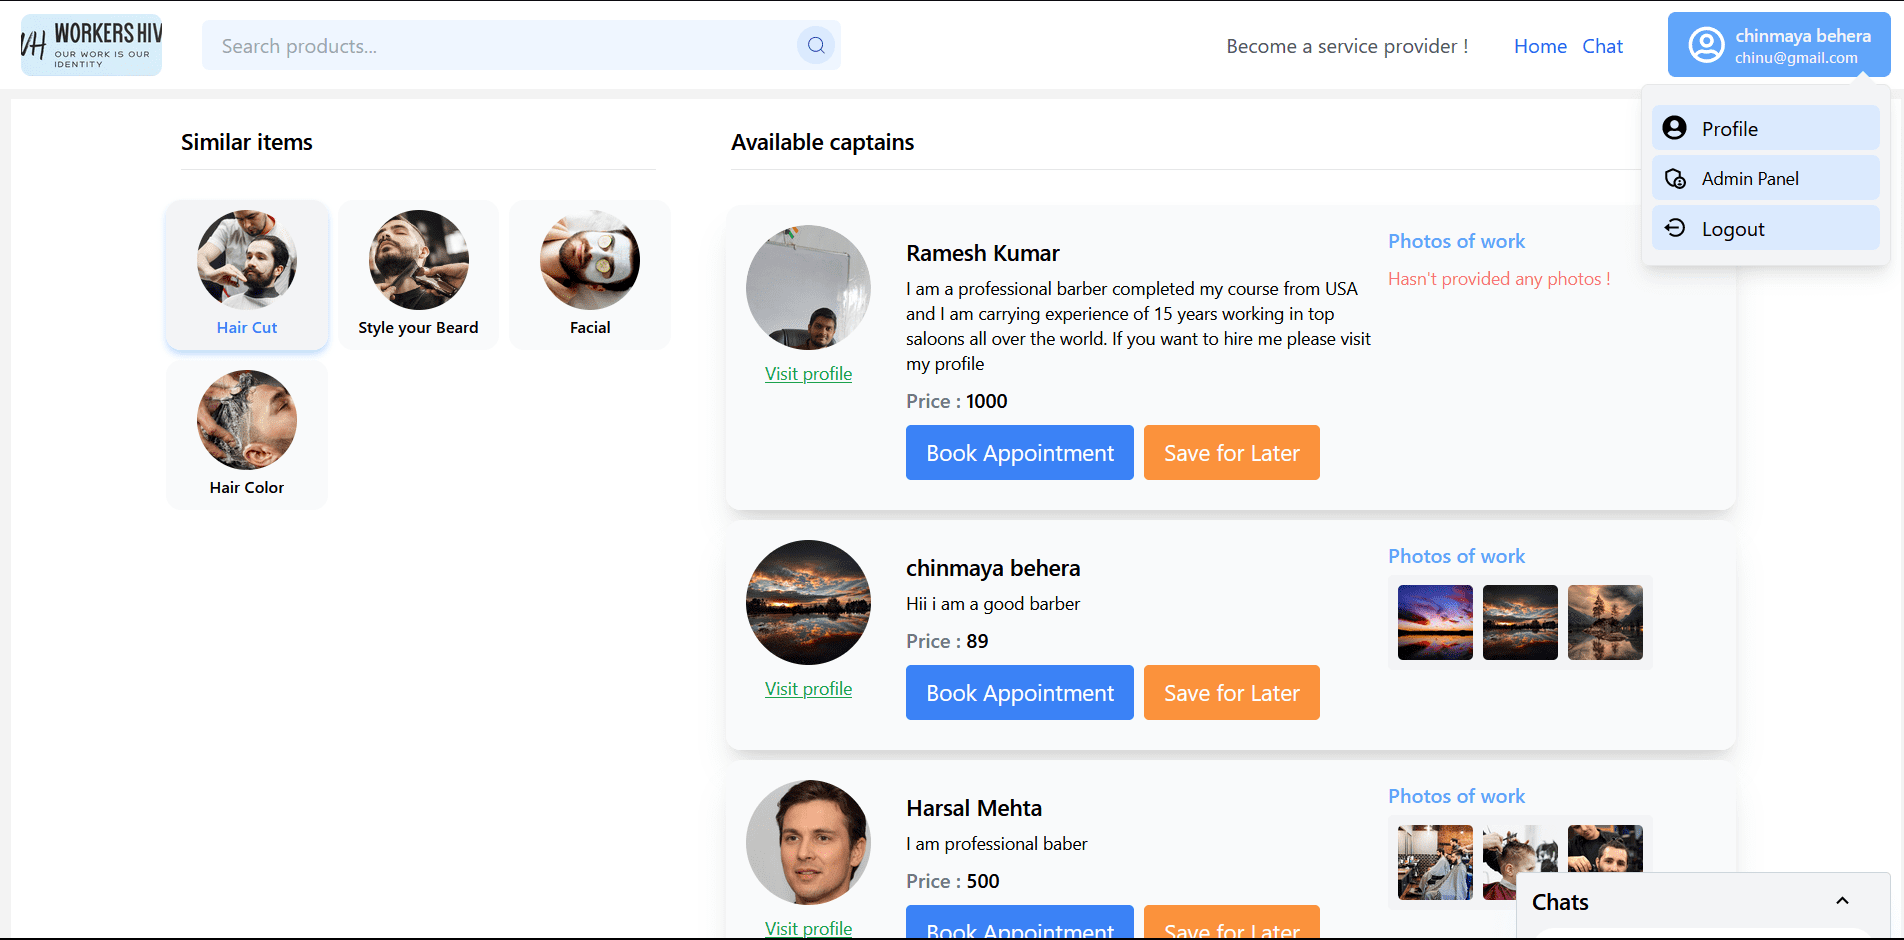 WORKERS HIV
OUR WORK IS OUR
IDENTITY
Search products...
Become a service provider !
Home
Chat
chinmaya behera
chinu@gmail.com
Profile
Admin Panel
Logout
Similar items
Hair Cut
Style your Beard
Facial
Hair Color
Available captains
Ramesh Kumar
I am a professional barber completed my course from USA
and I am carrying experience of 15 years working in top
saloons all over the world. If you want to hire me please visit
my profile
Visit profile
Price : 1000
Book Appointment
Save for Later
Photos of work
Hasn't provided any photos !
chinmaya behera
Hii i am a good barber
Price : 89
Visit profile
Book Appointment
Save for Later
Photos of work
Harsal Mehta
I am professional baber
Price : 500
Visit profile
Book Appointment
Save for Later
Photos of work
Chats